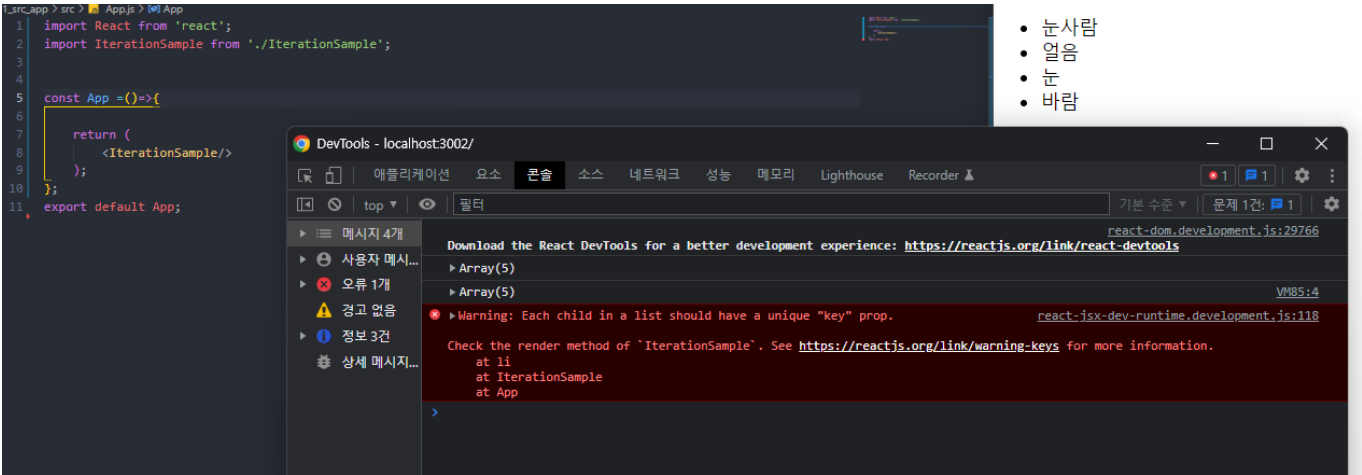 1_src_app > src > App.js > App
1 import React from 'react';
2 import IterationSample from './IterationSample';
3
4
5 const App =()=>{
6
7 return (
8 <IterationSample/>
9 );
10 };
11 export default App;
• 눈사람
• 얼음
• 눈
• 바람
DevTools - localhost:3002/
애플리케이션 요소 콘솔 소스 네트워크 성능 메모리 Lighthouse Recorder 1 1
top ▼ 필터 기본 수준 ▼ 문제 1건: 1
메시지 4개
사용자 메시...
오류 1개
경고 없음
정보 3건
상세 메시지...
react-dom.development.js:29766
Download the React DevTools for a better development experience: https://reactjs.org/link/react-devtools
▶Array(5)
▶Array(5) VM85:4
▶Warning: Each child in a list should have a unique "key" prop. react-jsx-dev-runtime.development.js:118
Check the render method of `IterationSample`. See https://reactjs.org/link/warning-keys for more information.
at li
at IterationSample
at App